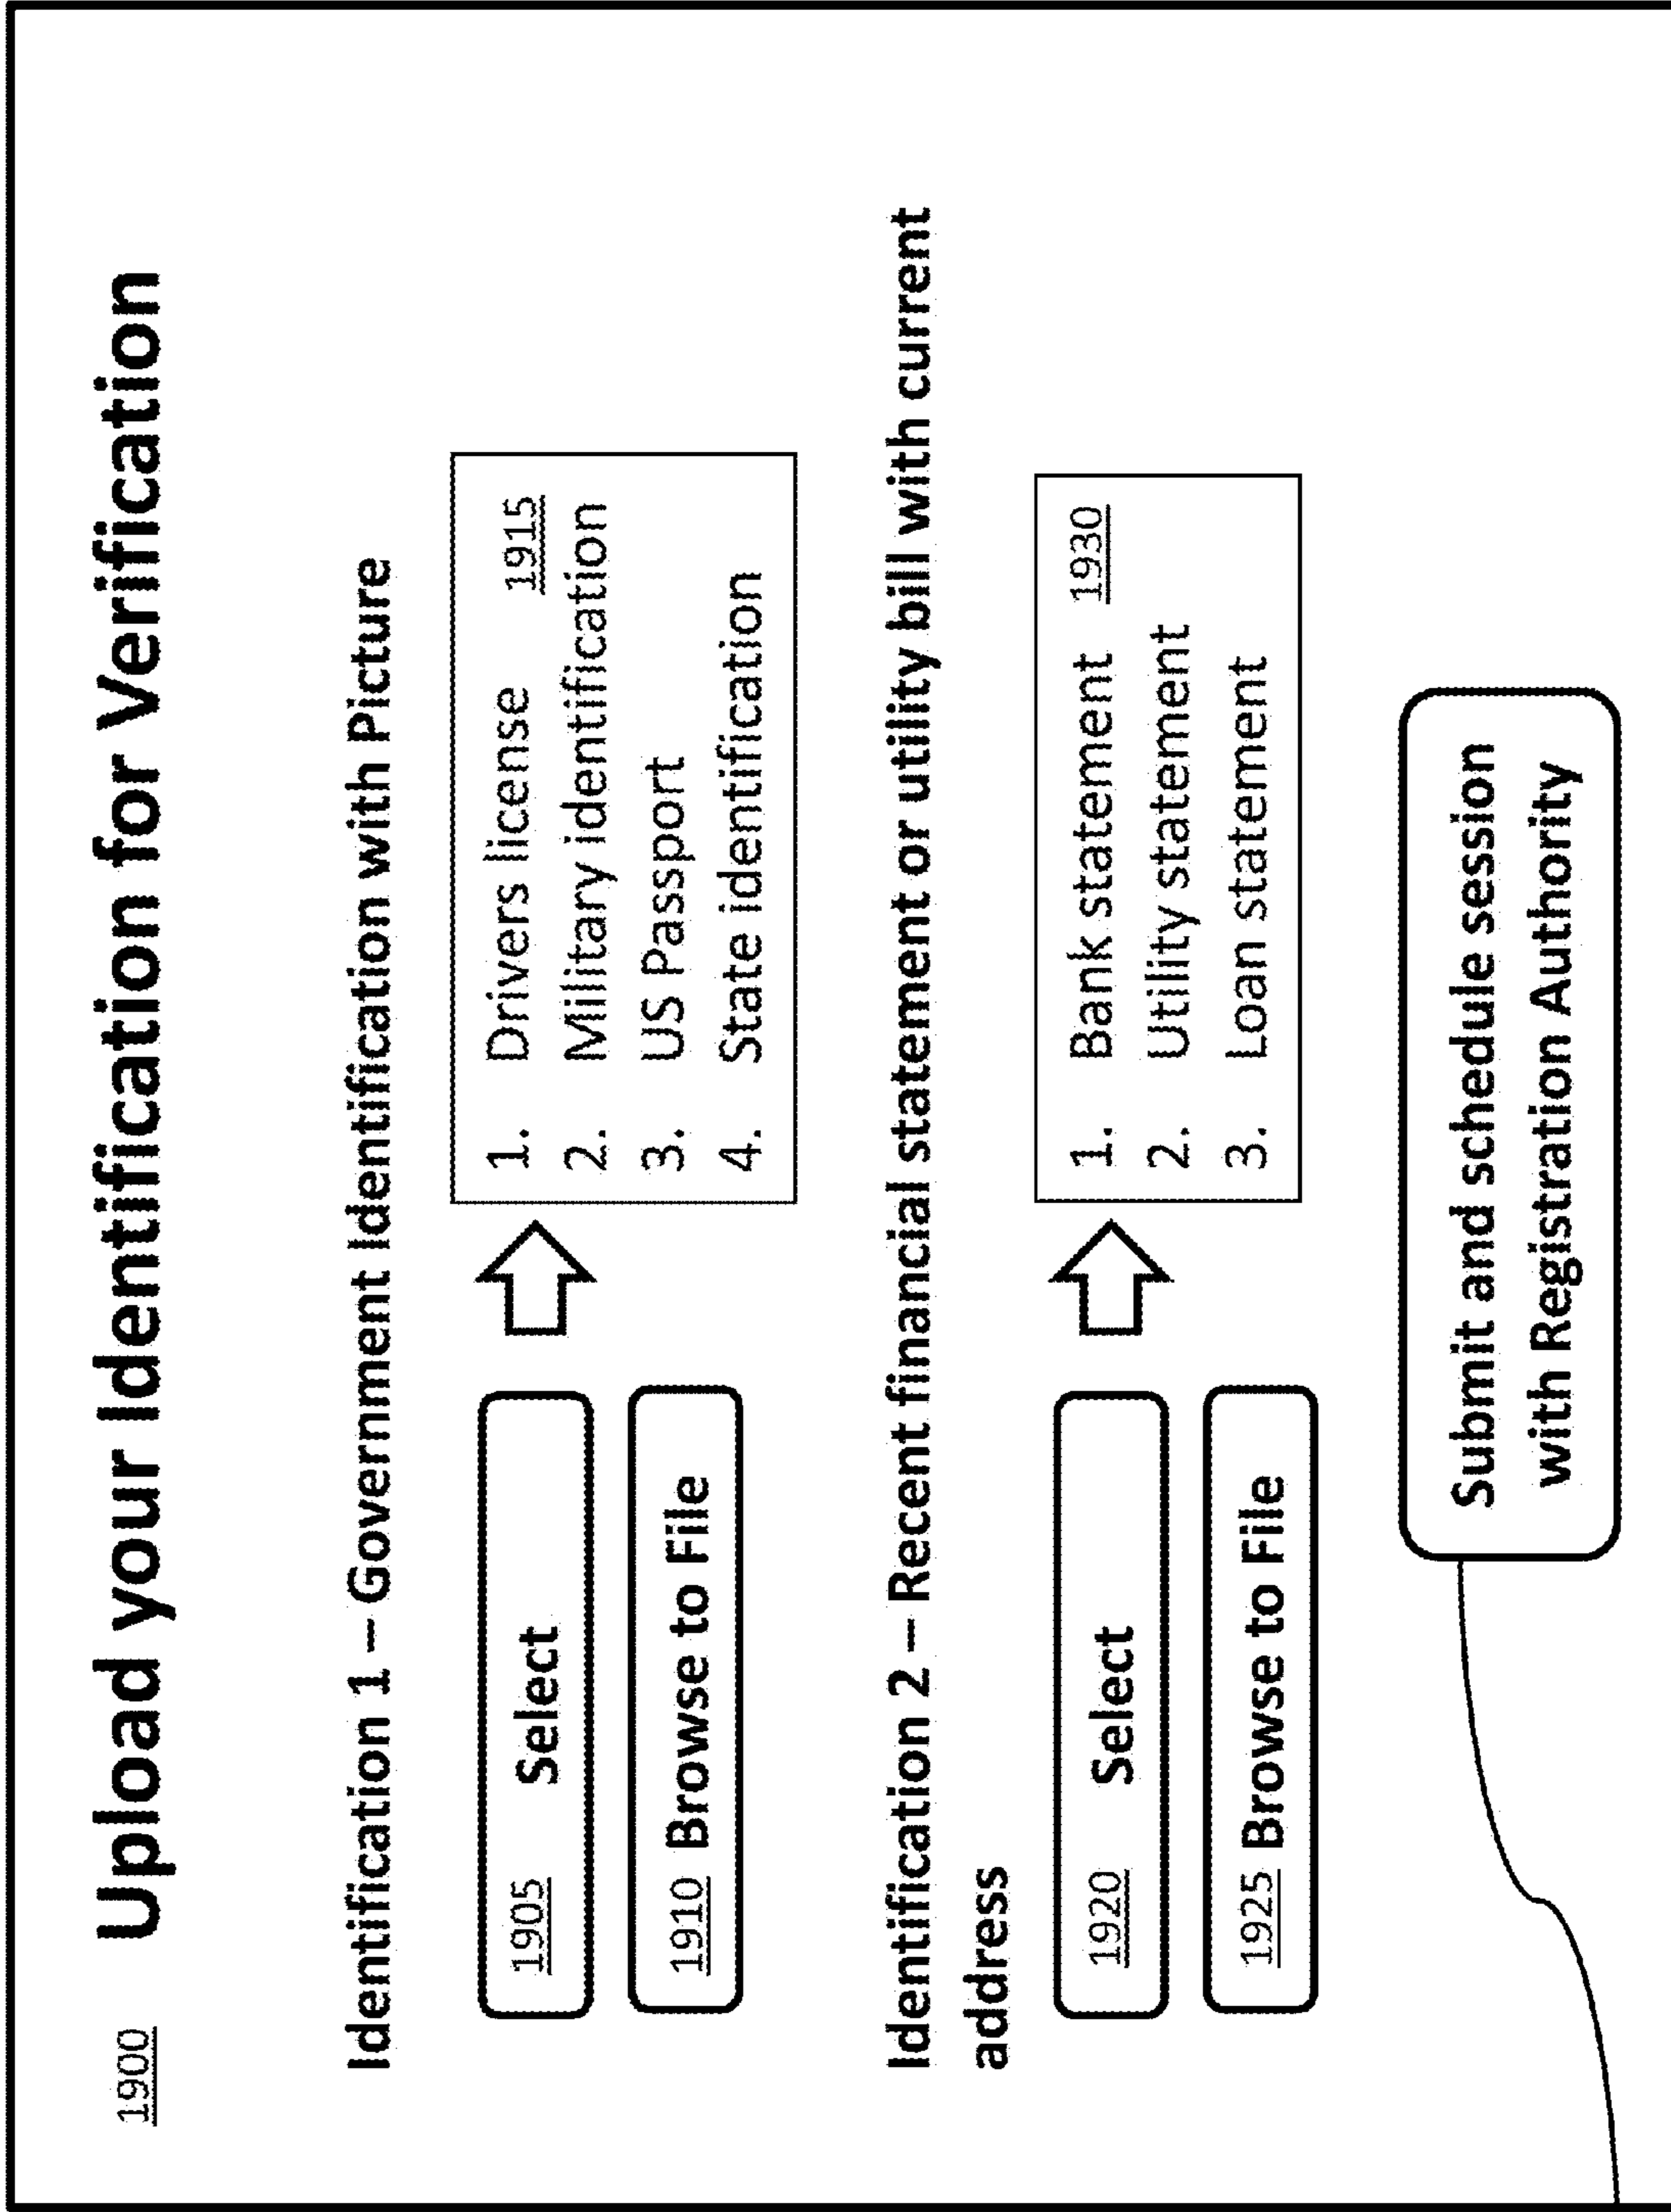 1900 Upload your Identification for Verification
Identification 1 – Government Identification with Picture
1905 Select
1910 Browse to File
1. Drivers license 1915
2. Military identification
3. US Passport
4. State identification
Identification 2 – Recent financial statement or utility bill with current
address
1920 Select
1925 Browse to File
1. Bank statement 1930
2. Utility statement
3. Loan statement
Submit and schedule session
with Registration Authority